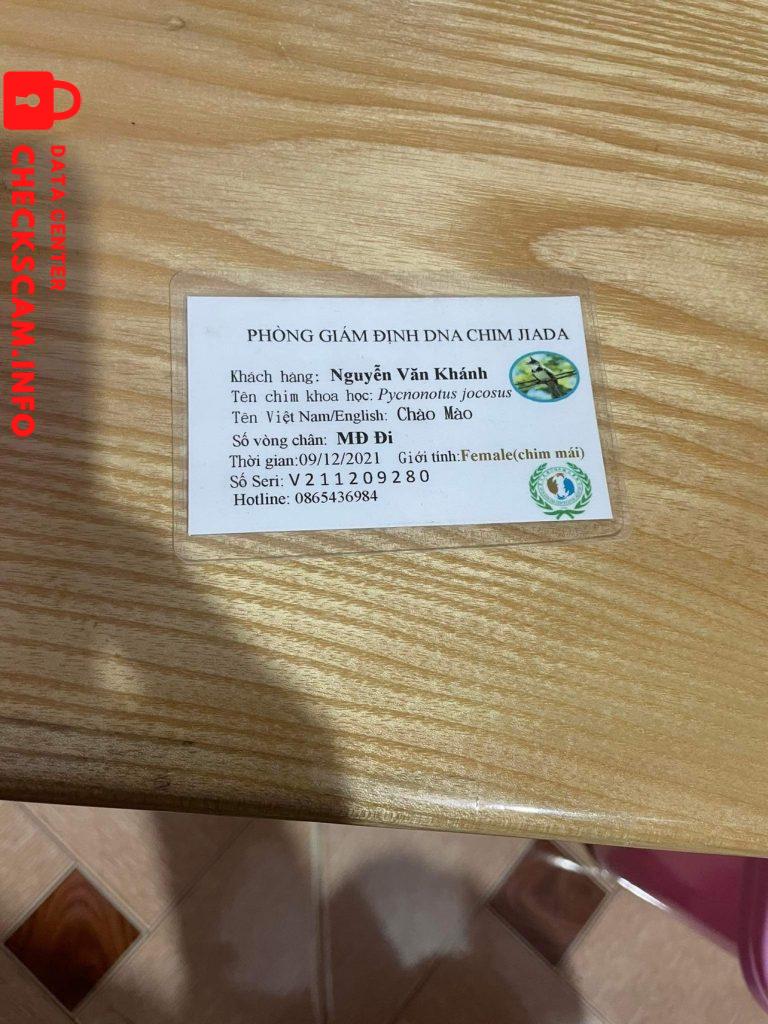 DATA CENTER
CHECKSCAM.INFO
PHÒNG GIÁM ĐỊNH DNA CHIM JIADA
Khách hàng: Nguyễn Văn Khánh
Tên chim khoa học: Pycnonotus jocosus
Tên Việt Nam/English: Chào Mào
Số vòng chân: MĐ Đi
Thời gian:09/12/2021 Giới tính:Female(chim mái)
Số Seri: V211209280
Hotline: 0865436984